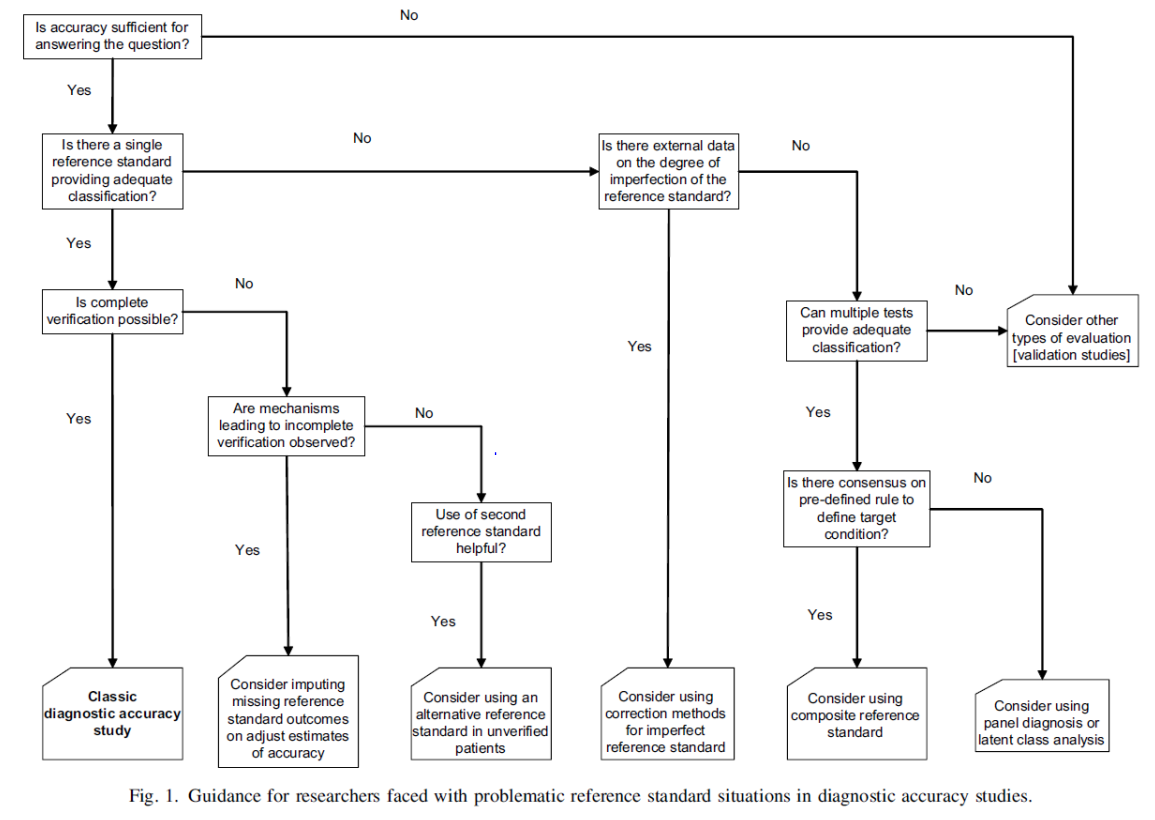 Is accuracy sufficient for
answering the question?
No
Yes
Is there a single
reference standard
providing adequate
classification?
No
Is there external data
on the degree of
imperfection of the
reference standard?
No
Yes
Is complete
verification possible?
No
Can multiple tests
provide adequate
classification?
No
Consider other
types of evaluation
[validation studies]
Yes
Yes
Are mechanisms
leading to incomplete
verification observed?
No
Yes
Is there consensus on
pre-defined rule to
define target
condition?
No
Use of second
reference standard
helpful?
Yes
Yes
Yes
Classic
diagnostic accuracy
study
Consider imputing
missing reference
standard outcomes
on adjust estimates
of accuracy
Consider using an
alternative reference
standard in unverified
patients
Consider using
correction methods
for imperfect
reference standard
Consider using
composite reference
standard
Consider using
panel diagnosis or
latent class analysis
Fig. 1. Guidance for researchers faced with problematic reference standard situations in diagnostic accuracy studies.